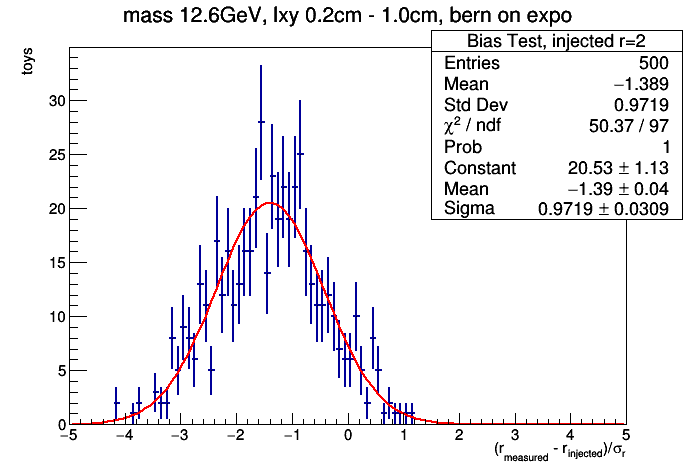 mass 12.6GeV, lxy 0.2cm - 1.0cm, bern on expo
Bias Test, injected r=2
Entries 500
Mean −1.389
Std Dev 0.9719
χ² / ndf 50.37 / 97
Prob 1
Constant 20.53 ± 1.13
Mean −1.39 ± 0.04
Sigma 0.9719 ± 0.0309
toys
30
25
20
15
10
5
0
−5 −4 −3 −2 −1 0 1 2 3 4 5
(r_measured - r_injected)/σ_r